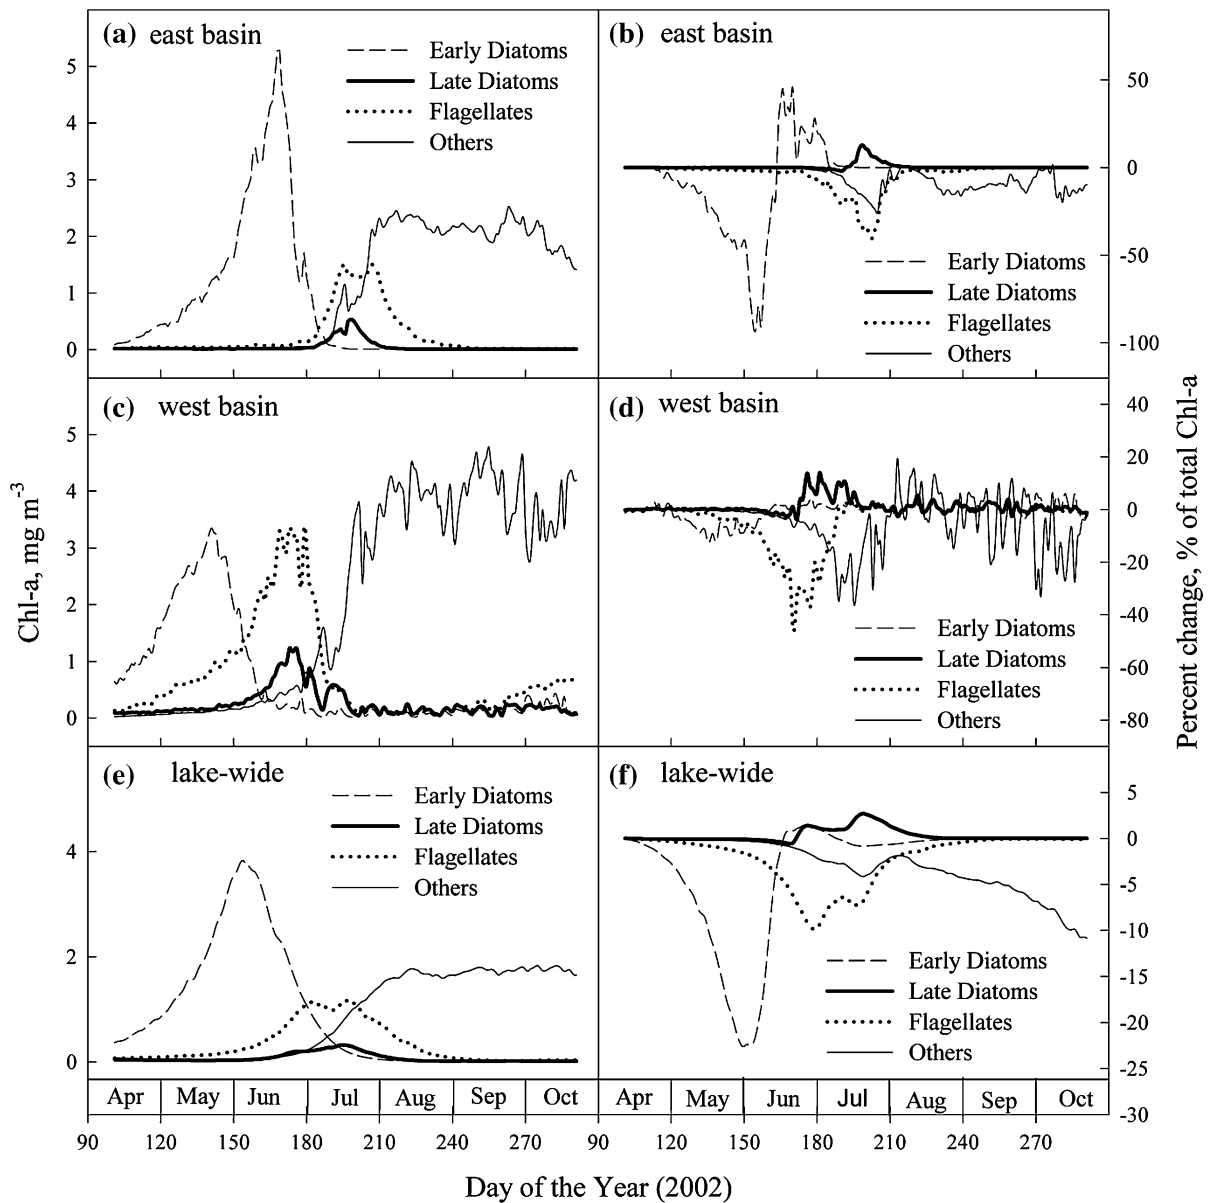 (a) east basin
Early Diatoms
Late Diatoms
Flagellates
Others
5
4
3
2
1
0
(b) east basin
Early Diatoms
Late Diatoms
Flagellates
Others
50
0
-50
-100
(c) west basin
5
4
3
2
1
0
(d) west basin
Early Diatoms
Late Diatoms
Flagellates
Others
40
20
0
-20
-40
-60
-80
Chl-a, mg m-3
Percent change, % of total Chl-a
(e) lake-wide
Early Diatoms
Late Diatoms
Flagellates
Others
4
2
0
(f) lake-wide
Early Diatoms
Late Diatoms
Flagellates
Others
5
0
-5
-10
-15
-20
-25
-30
Apr May Jun Jul Aug Sep Oct
Apr May Jun Jul Aug Sep Oct
90 120 150 180 210 240 270
90 120 150 180 210 240 270
Day of the Year (2002)